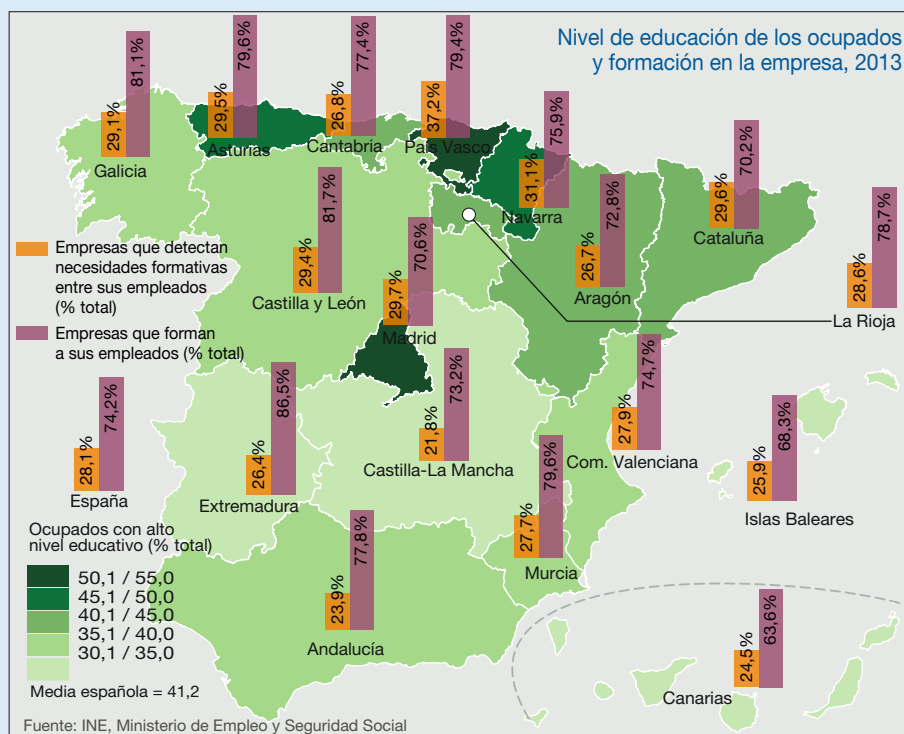 Nivel de educación de los ocupados
y formación en la empresa, 2013
81,1%
29,1%
Galicia
79,6%
29,5%
Asturias
77,4%
26,8%
Cantabria
79,4%
37,2%
País Vasco
75,9%
31,1%
Navarra
72,8%
26,7%
Aragón
70,2%
29,6%
Cataluña
78,7%
28,6%
La Rioja
81,7%
29,4%
Castilla y León
70,6%
29,7%
Madrid
Empresas que detectan
necesidades formativas
entre sus empleados
(% total)
Empresas que forman
a sus empleados (% total)
74,2%
28,1%
España
86,5%
26,4%
Extremadura
73,2%
21,8%
Castilla-La Mancha
74,7%
27,9%
Com. Valenciana
68,3%
25,9%
Islas Baleares
79,6%
27,7%
Murcia
77,8%
23,9%
Andalucía
63,6%
24,5%
Canarias
Ocupados con alto
nivel educativo (% total)
50,1 / 55,0
45,1 / 50,0
40,1 / 45,0
35,1 / 40,0
30,1 / 35,0
Media española = 41,2
Fuente: INE, Ministerio de Empleo y Seguridad Social